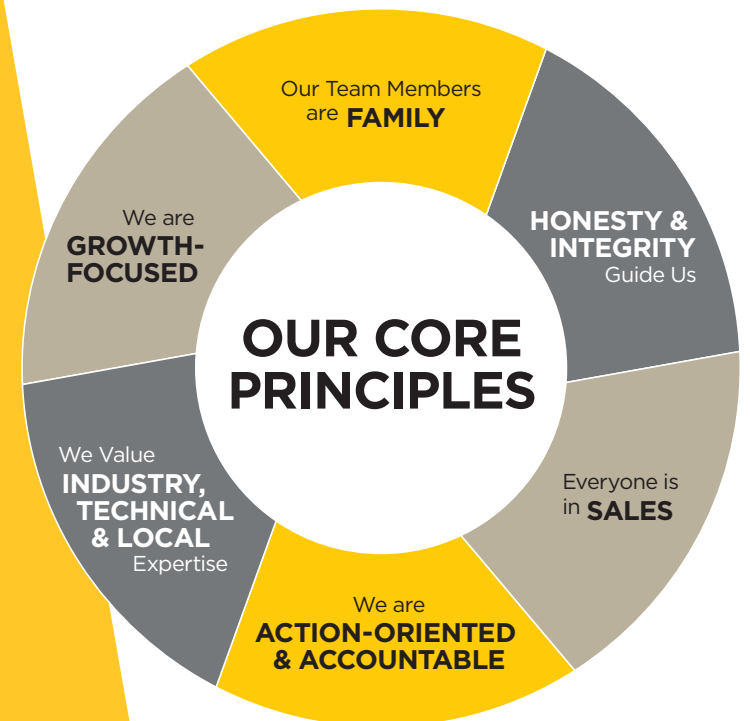 Our Team Members
are FAMILY
HONESTY &
INTEGRITY
Guide Us
Everyone is
in SALES
We are
ACTION-ORIENTED
& ACCOUNTABLE
We Value
INDUSTRY,
TECHNICAL
& LOCAL
Expertise
We are
GROWTH-
FOCUSED
OUR CORE
PRINCIPLES